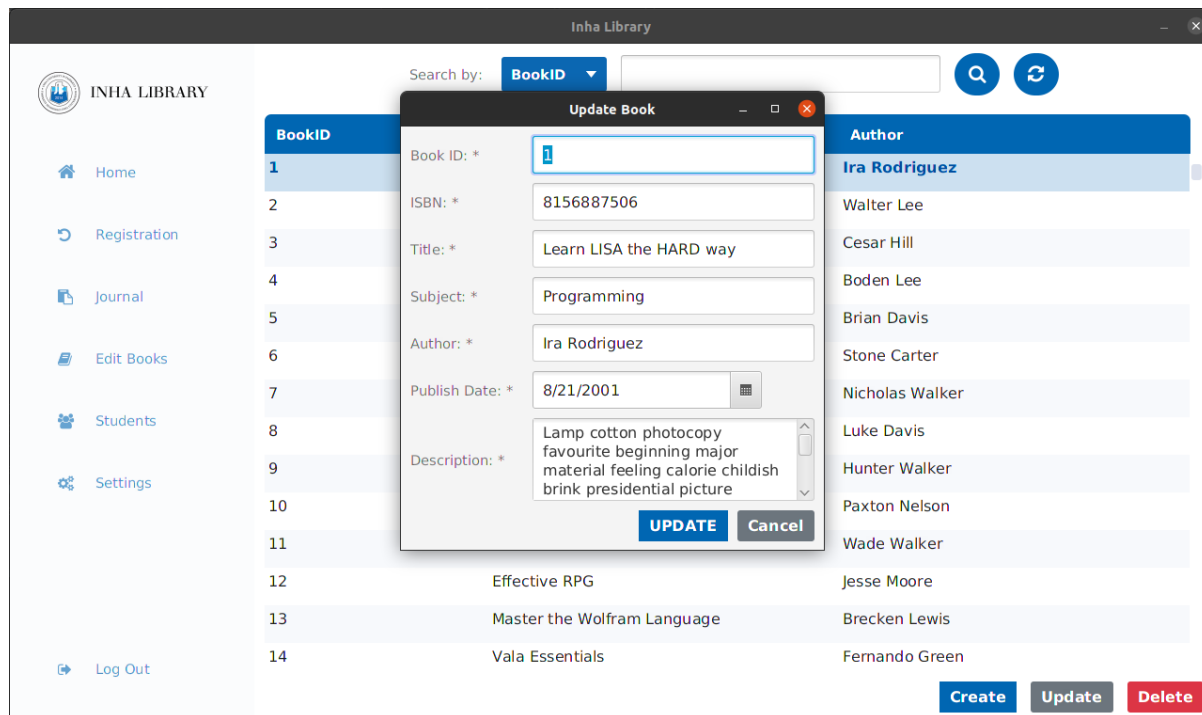 Inha Library
INHA LIBRARY
Home
Registration
Journal
Edit Books
Students
Settings
Log Out
Search by: BookID
BookID Author
1 Ira Rodriguez
2 Walter Lee
3 Cesar Hill
4 Boden Lee
5 Brian Davis
6 Stone Carter
7 Nicholas Walker
8 Luke Davis
9 Hunter Walker
10 Paxton Nelson
11 Wade Walker
12 Effective RPG Jesse Moore
13 Master the Wolfram Language Brecken Lewis
14 Vala Essentials Fernando Green
Create Update Delete
Update Book
Book ID: * 1
ISBN: * 8156887506
Title: * Learn LISA the HARD way
Subject: * Programming
Author: * Ira Rodriguez
Publish Date: * 8/21/2001
Description: *
Lamp cotton photocopy
favourite beginning major
material feeling calorie childish
brink presidential picture
UPDATE Cancel